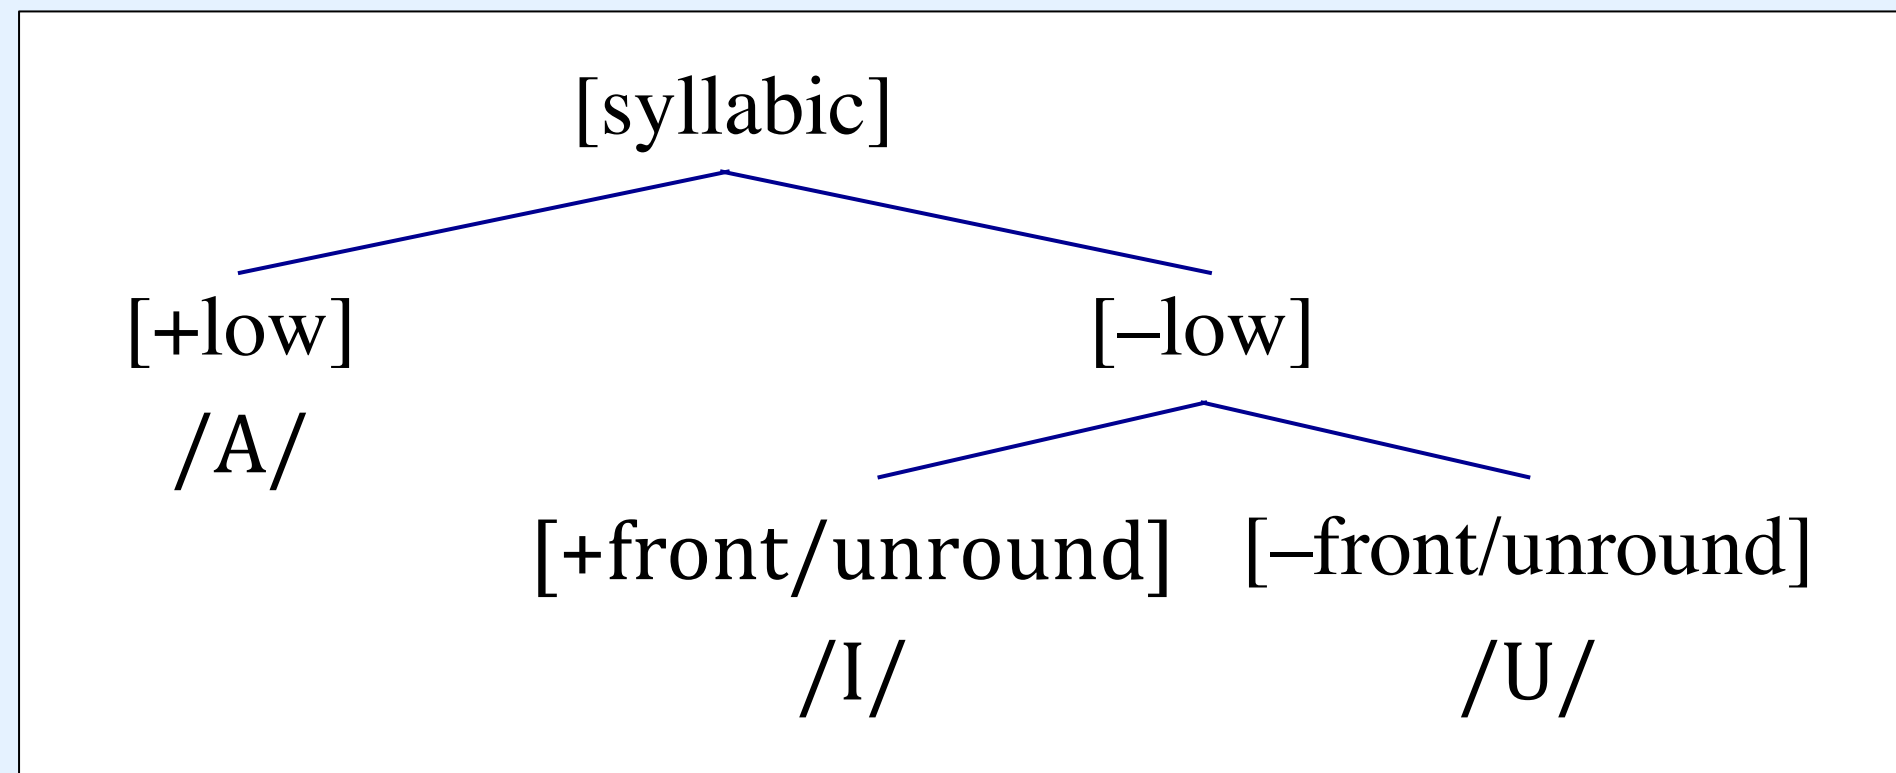 [syllabic]
[+low] [–low]
/A/
[+front/unround] [–front/unround]
/I/ /U/